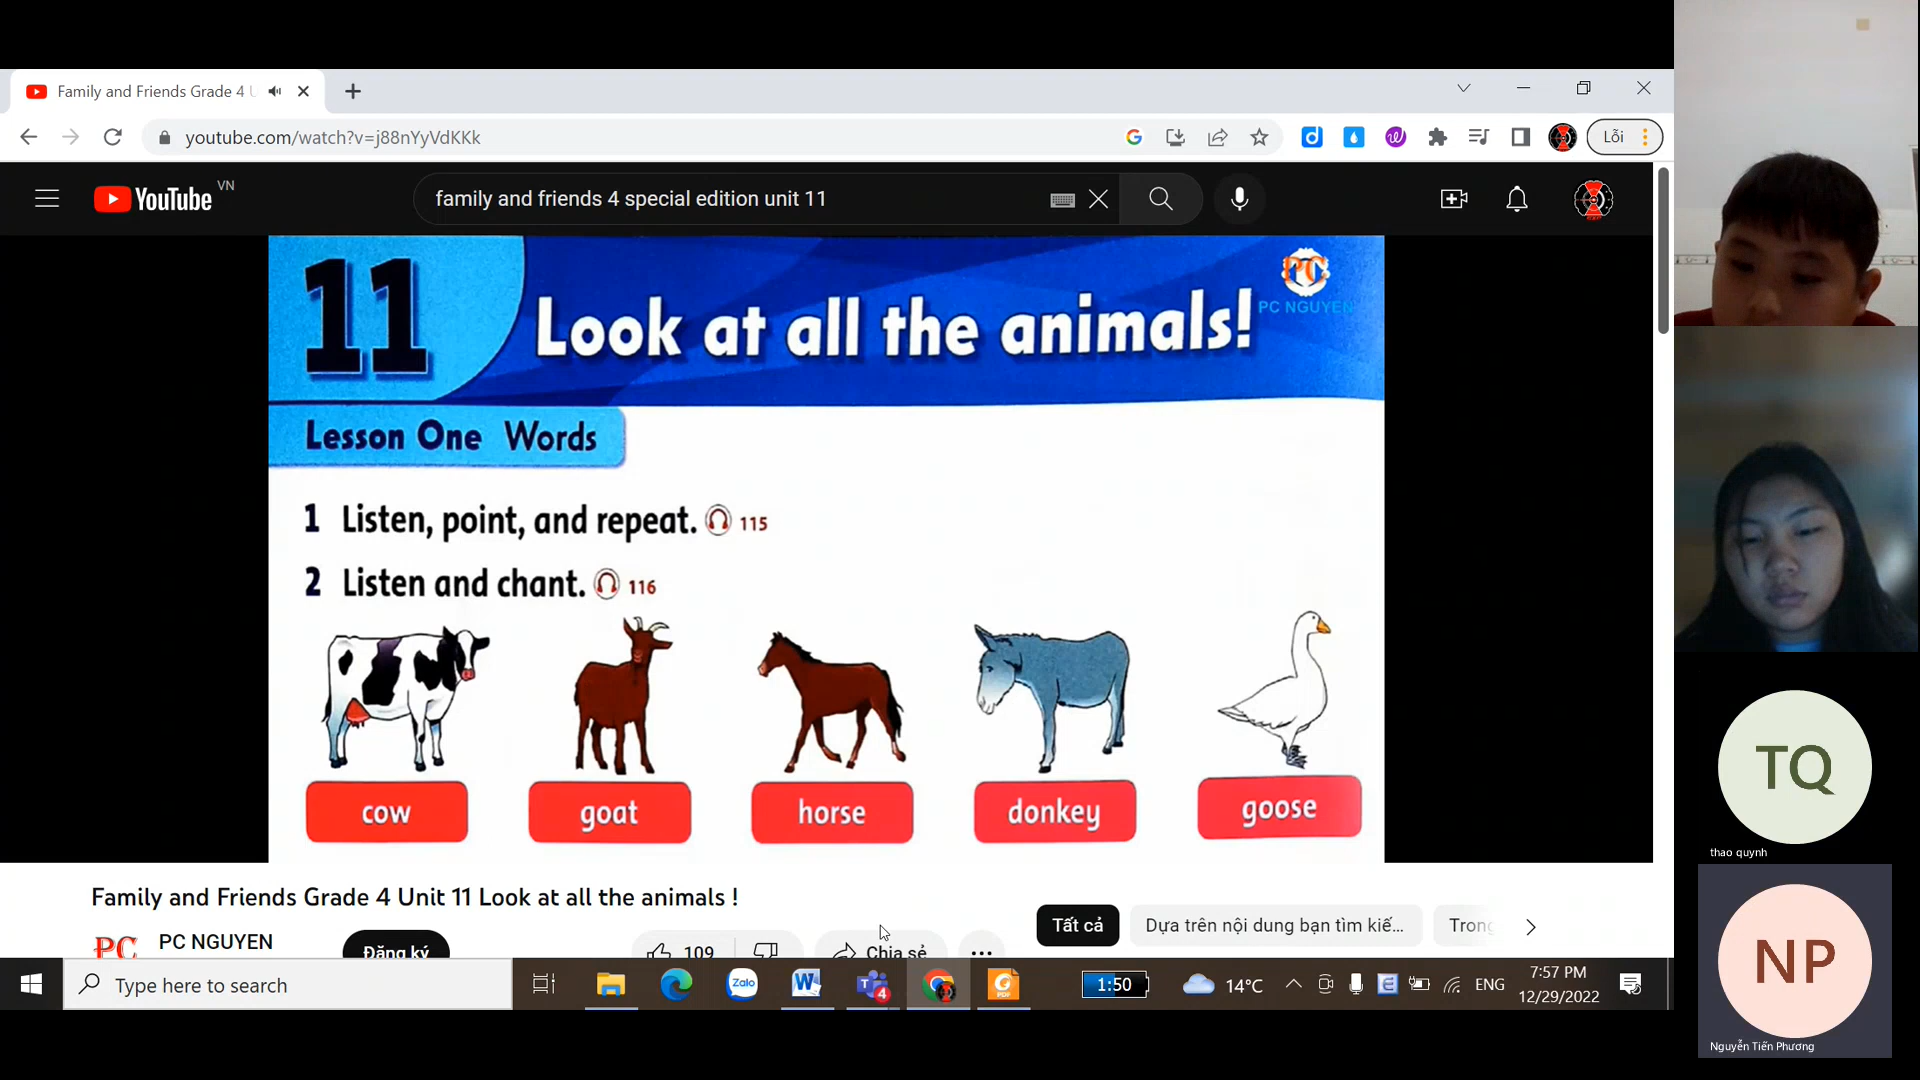 Family and Friends Grade 4 U
youtube.com/watch?v=j88nYyVdKKk
Lỗi
YouTube VN
family and friends 4 special edition unit 11
11 Look at all the animals!
PC
PC NGUYEN
Lesson One Words
1 Listen, point, and repeat. 115
2 Listen and chant. 116
cow goat horse donkey goose
Family and Friends Grade 4 Unit 11 Look at all the animals !
PC
PC NGUYEN
Đăng ký
109
Chia sẻ
Tất cả
Dựa trên nội dung bạn tìm kiế...
Trong
Type here to search
Zalo
4
1:50
14°C
ENG
7:57 PM
12/29/2022
TQ
thao quynh
NP
Nguyễn Tiến Phương